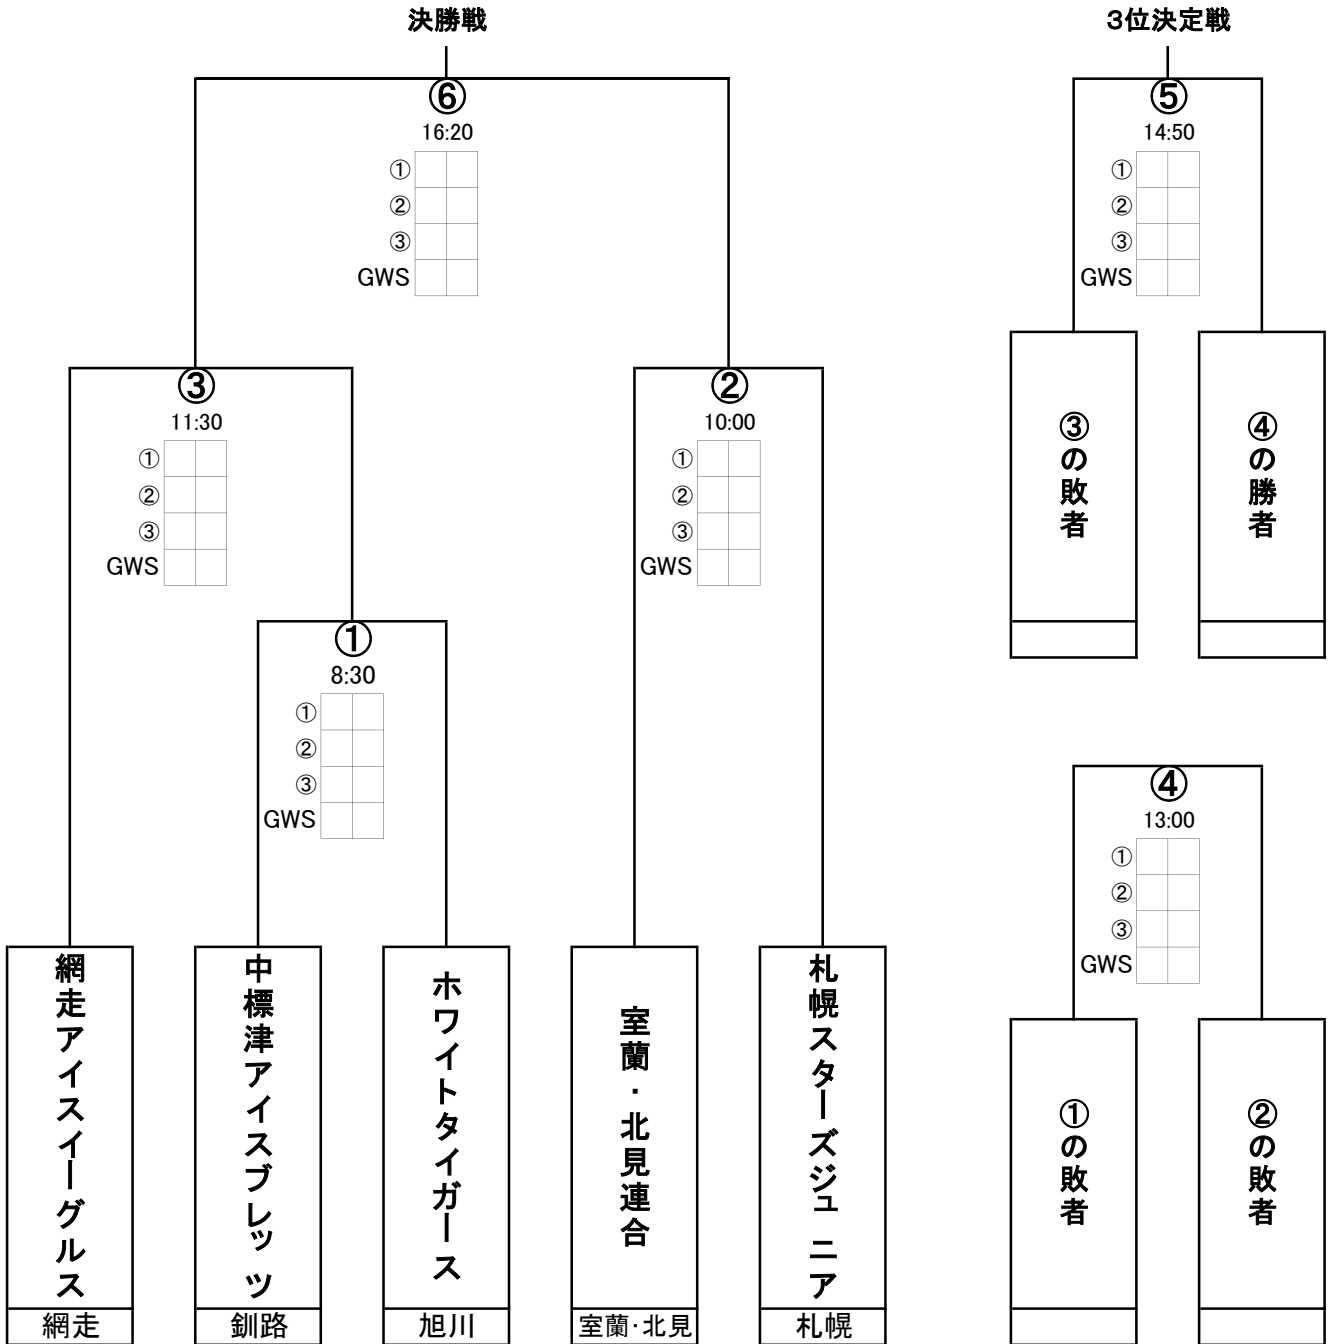 決勝戦
⑥
16:20
①
②
③
GWS
③
11:30
①
②
③
GWS
②
10:00
①
②
③
GWS
①
8:30
①
②
③
GWS
網走アイスイーグルス
網走
中標津アイスブレッツ
釧路
ホワイトタイガース
旭川
室蘭・北見連合
室蘭・北見
札幌スターズジュニア
札幌
3位決定戦
⑤
14:50
①
②
③
GWS
③の敗者
④の勝者
④
13:00
①
②
③
GWS
①の敗者
②の敗者